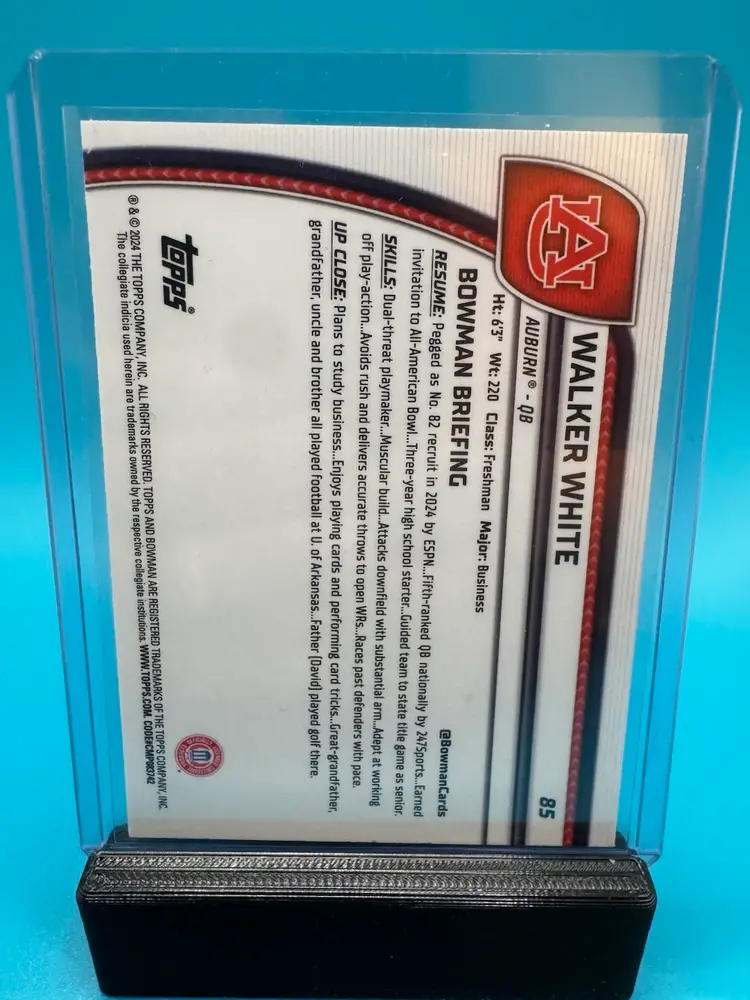 WALKER WHITE
85
AUBURN® - QB
Ht: 6'3" Wt: 220 Class: Freshman Major: Business
BOWMAN BRIEFING
@BowmanCards
RESUME: Pegged as No. 82 recruit in 2024 by ESPN...Fifth-ranked QB nationally by 247Sports...Earned
invitation to All-American Bowl...Three-year high school starter...Guided team to state title game as senior.
SKILLS: Dual-threat playmaker...Muscular build...Attacks downfield with substantial arm...Adept at working
off play-action...Avoids rush and delivers accurate throws to open WRs...Races past defenders with pace.
UP CLOSE: Plans to study business...Enjoys playing cards and performing card tricks...Great-grandfather,
grandfather, uncle and brother all played football at U. of Arkansas...Father (David) played golf there.
topps®
® & © 2024 THE TOPPS COMPANY, INC. ALL RIGHTS RESERVED. TOPPS AND BOWMAN ARE REGISTERED TRADEMARKS OF THE TOPPS COMPANY, INC.
The collegiate indicia used herein are trademarks owned by the respective collegiate institutions. WWW.TOPPS.COM. CODE#CMP083742